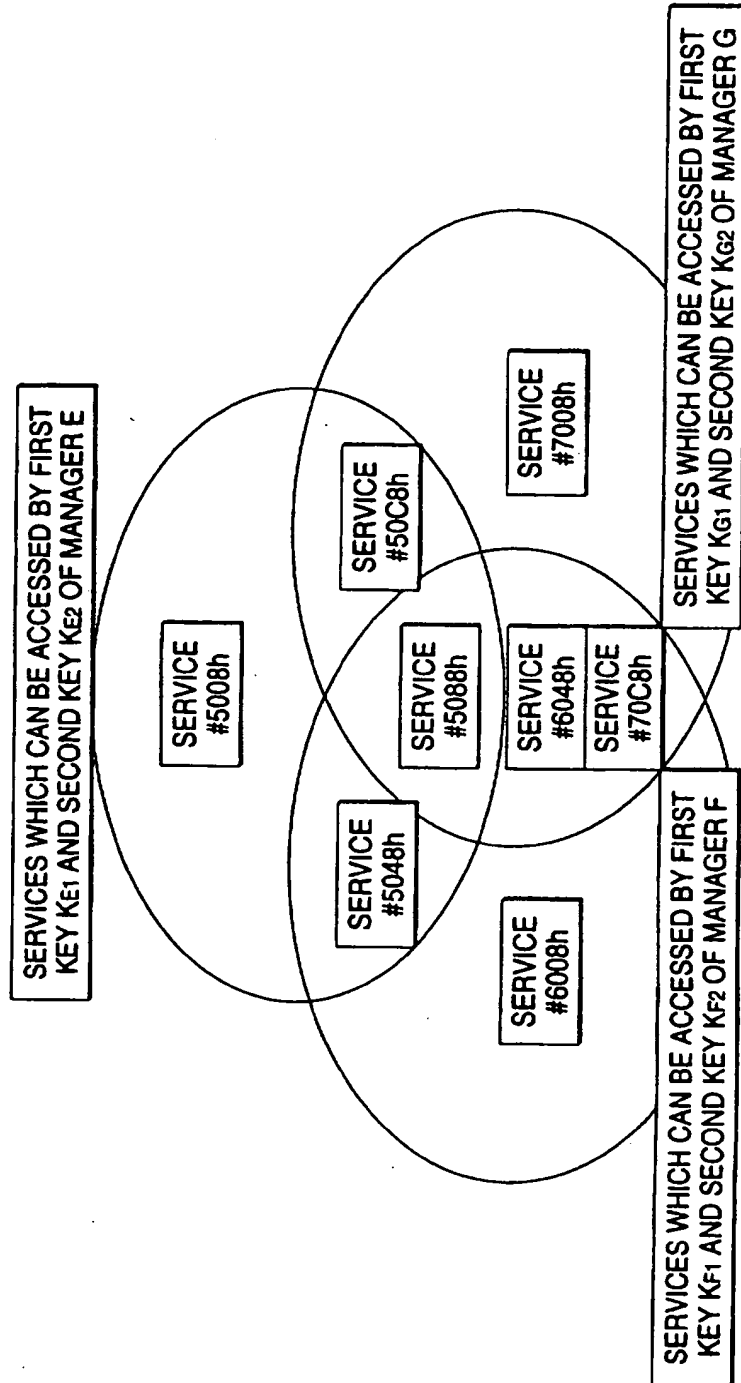 SERVICES WHICH CAN BE ACCESSED BY FIRST
KEY KE1 AND SECOND KEY KE2 OF MANAGER E
SERVICE
#5008h
SERVICE
#5048h
SERVICE
#50C8h
SERVICE
#5088h
SERVICE
#6008h
SERVICE
#6048h
SERVICE
#70C8h
SERVICE
#7008h
SERVICES WHICH CAN BE ACCESSED BY FIRST
KEY KF1 AND SECOND KEY KF2 OF MANAGER F
SERVICES WHICH CAN BE ACCESSED BY FIRST
KEY KG1 AND SECOND KEY KG2 OF MANAGER G